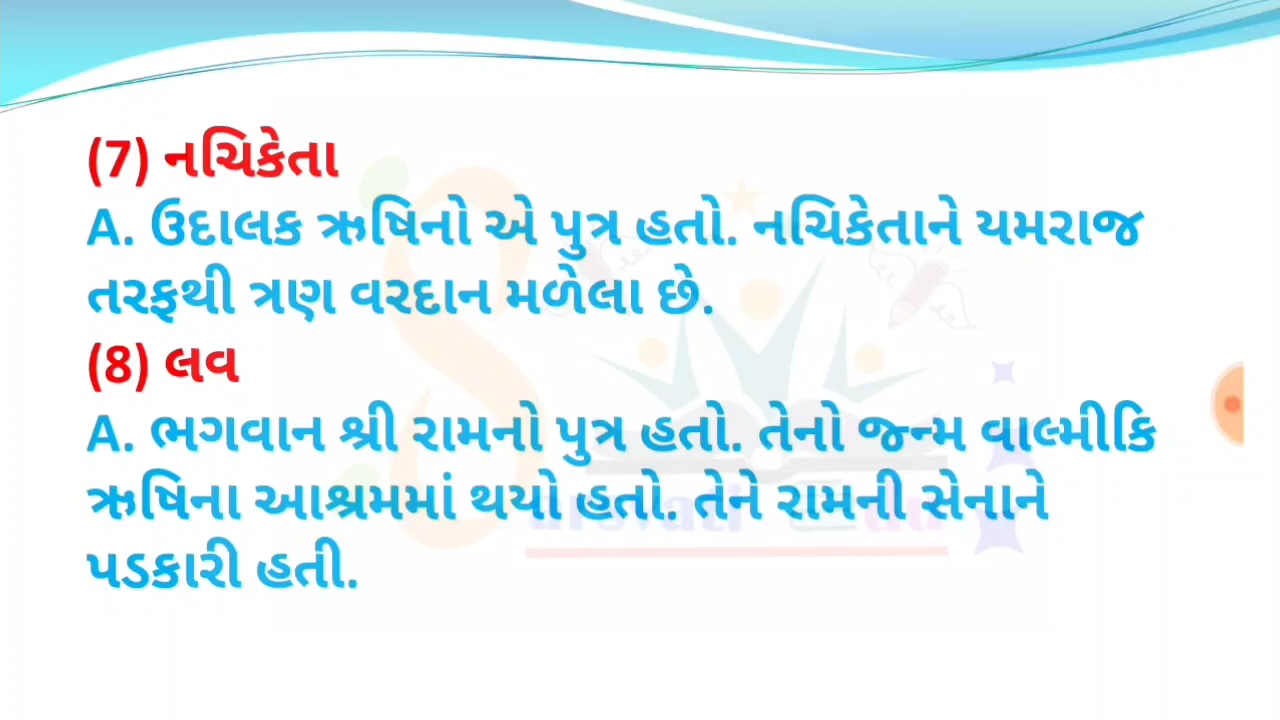 (7) નચિકેતા
A. ઉદાલક ઋષિનો એ પુત્ર હતો. નચિકેતાને યમરાજ
તરફથી ત્રણ વરદાન મળેલા છે.
(8) લવ
A. ભગવાન શ્રી રામનો પુત્ર હતો. તેનો જન્મ વાલ્મીકિ
ઋષિના આશ્રમમાં થયો હતો. તેને રામની સેનાને
પડકારી હતી.